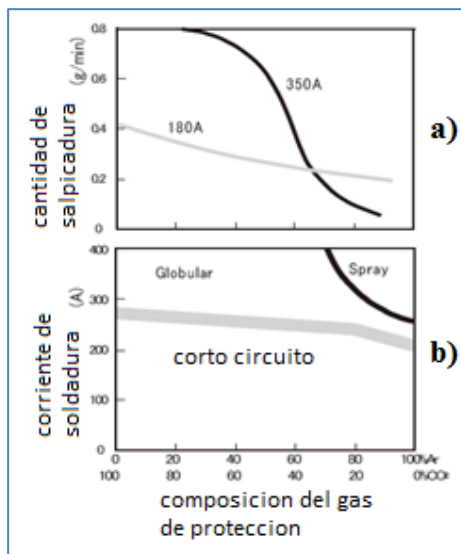 cantidad de
salpicadura
(g/min)
0.8
0.6
0.4
0.2
0
350A
180A
a)
corriente de
soldadura
(A)
400
300
200
100
0
Globular
Spray
corto circuito
b)
0 20 40 60 80 100%Ar
100 80 60 40 20 0%CO₂
composicion del gas
de proteccion